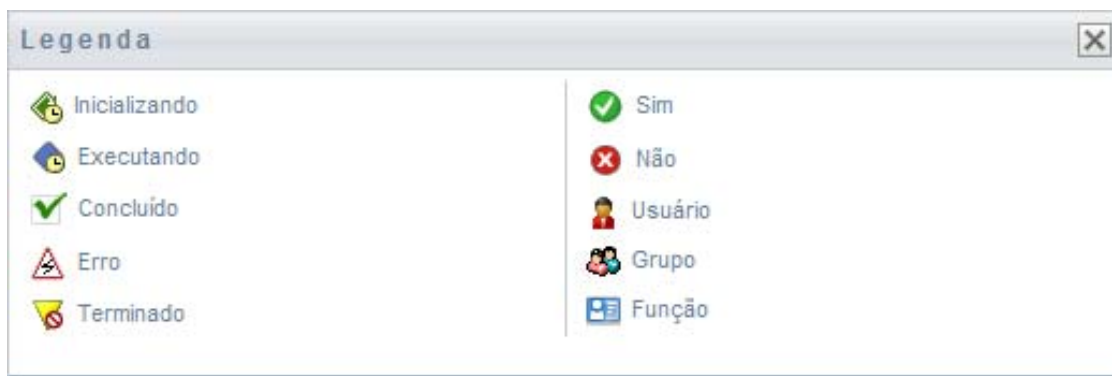 Legenda
Inicializando
Executando
Concluído
Erro
Terminado
Sim
Não
Usuário
Grupo
Função